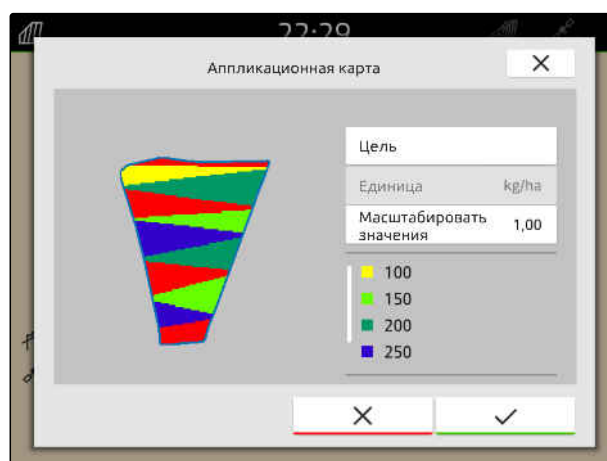 22:29
Аппликационная карта
Цель
Единица kg/ha
Масштабировать
значения 1,00
100
150
200
250